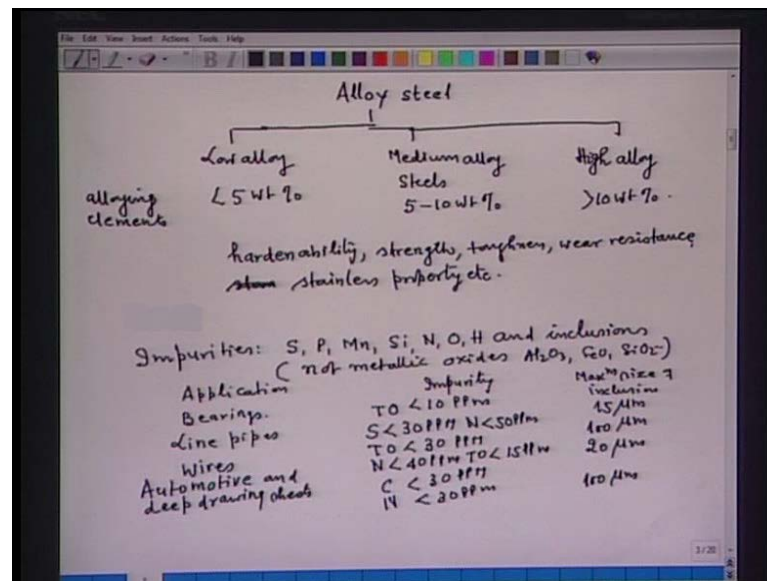 File Edit View Insert Actions Tools Help
Alloy steel
Low alloy Medium alloy High alloy
Steels
alloying < 5 wt % 5-10 wt %. >10 wt %.
elements
hardenability, strength, toughness, wear resistance
stainless property etc.
Impurities: S, P, Mn, Si, N, O, H and inclusions
( not metallic oxides Al2O3, FeO, SiO2-)
Application Impurity Max^m size of
inclusion
Bearings. TO < 10 PPm 15 μm
Line pipes S < 30 PPM N < 50 PPm 100 μm
TO < 30 PPM
Wires N < 40 PPm TO < 15 PPm 20 μm
Automotive and C < 30 PPM 100 μm
deep drawing sheets N < 30 PPm
3/20